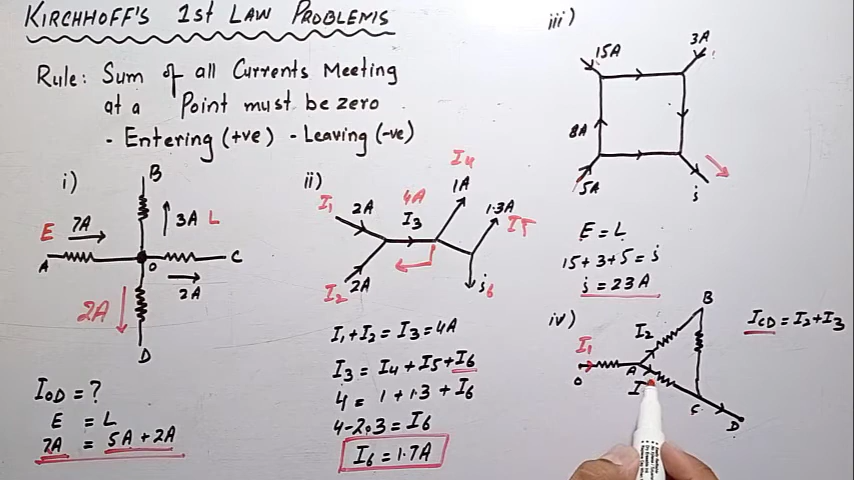 KIRCHHOFF'S 1st LAW PROBLEMS
Rule: Sum of all Currents Meeting
at a Point must be zero
- Entering (+ve) - Leaving (-ve)
i)
B
E 7A
3A L
A
O
C
2A
2A
D
IOD = ?
E = L
7A = 5A + 2A
ii)
I4
I1 2A 4A 1A
I3
1.3A I5
I2 2A
i6
I1 + I2 = I3 = 4A
I3 = I4 + I5 + I6
4 = 1 + 1.3 + I6
4 - 2.3 = I6
I6 = 1.7A
iii)
15A
3A
8A
5A
i
E = L
15 + 3 + 5 = i
i = 23A
iv)
B
ICD = I2 + I3
I2
I1
O
A
I
C
D